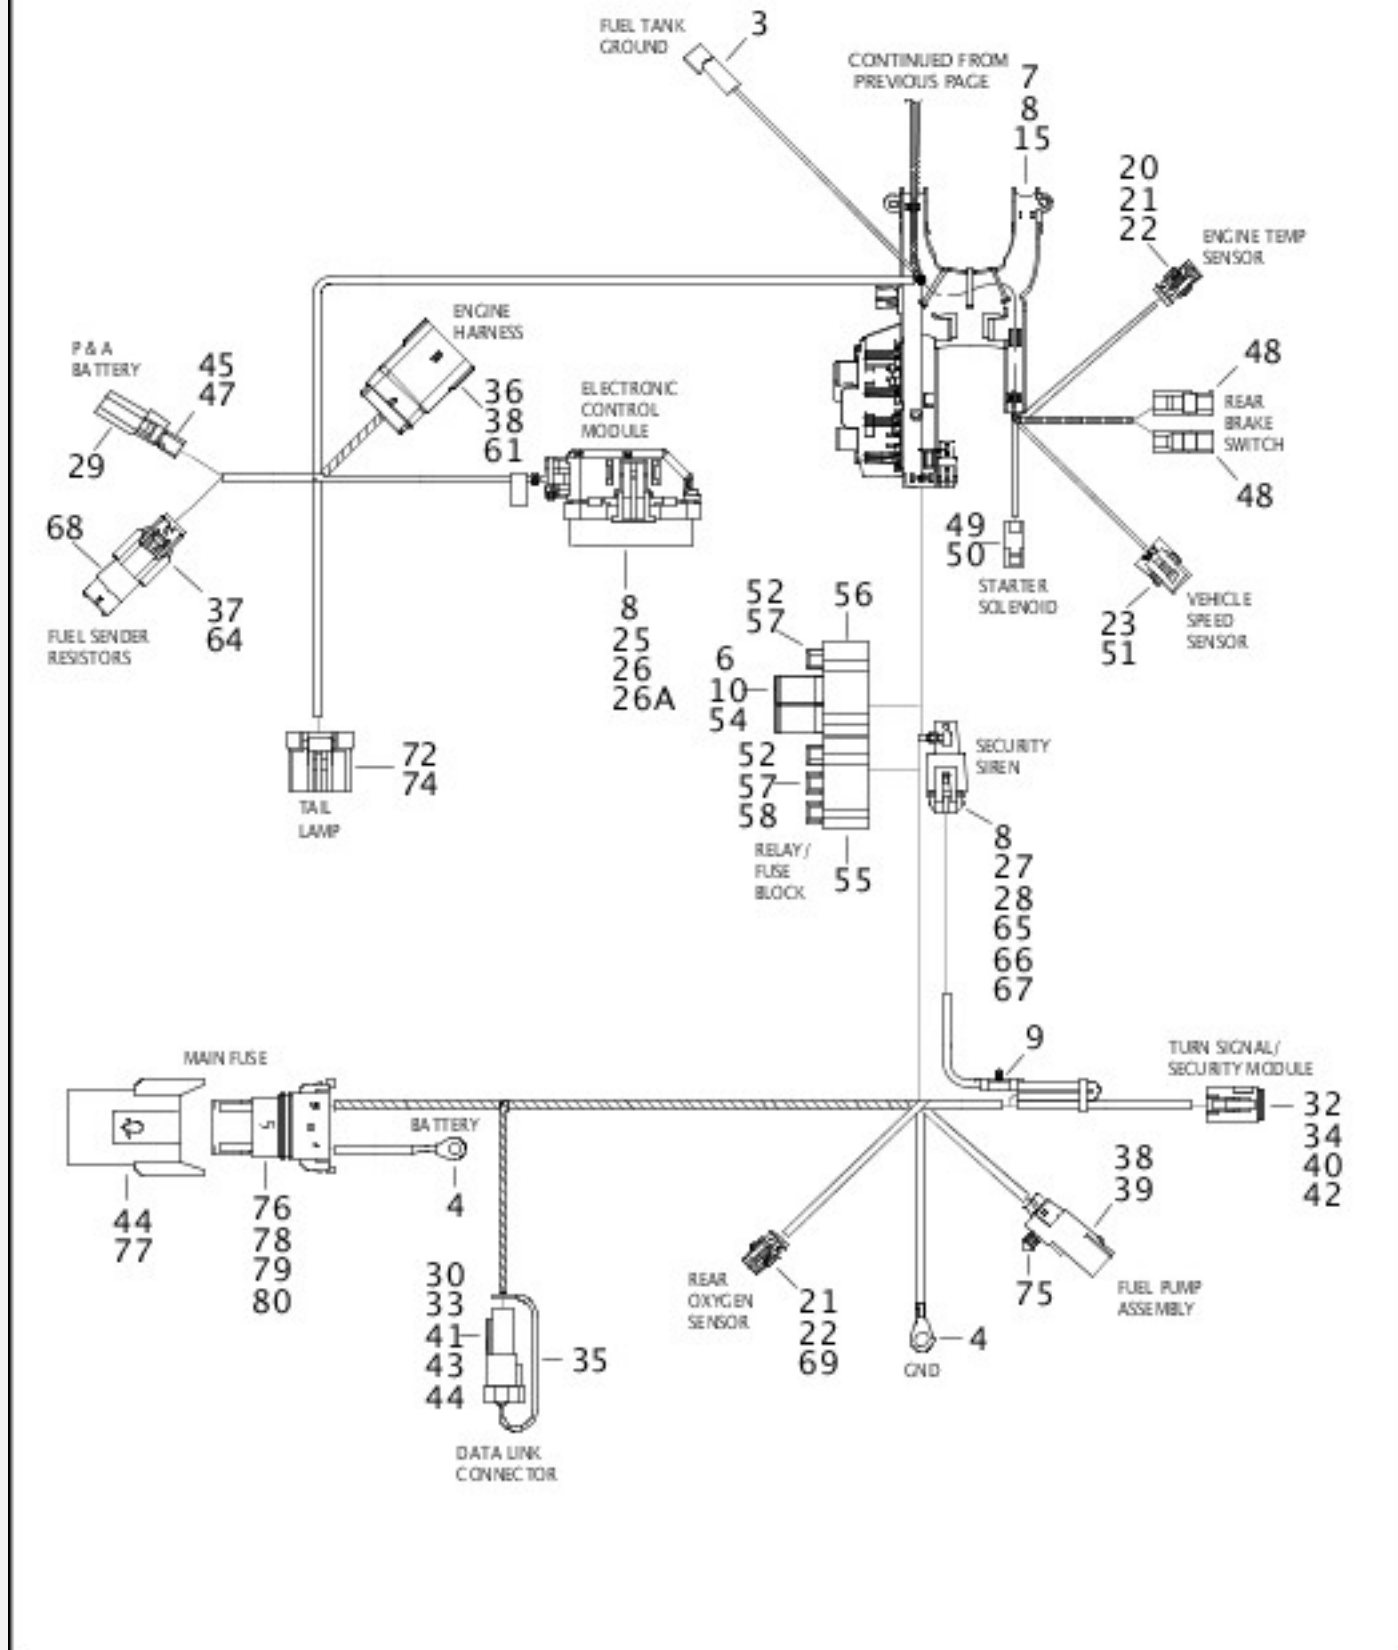 FUEL TANK
GROUND
3
CONTINUED FROM
PREVIOUS PAGE
7
8
15
20
21
22
ENGINE TEMP
SENSOR
ENGINE
HARNESS
P & A
BATTERY
45
47
29
36
38
61
ELECTRONIC
CONTROL
MODULE
48
REAR
BRAKE
SWITCH
48
68
37
64
FUEL SENDER
RESISTORS
8
25
26
26A
49
50
STARTER
SOLENOID
23
51
VEHICLE
SPEED
SENSOR
52
57
56
6
10
54
52
57
58
RELAY/
FUSE
BLOCK
55
72
74
TAIL
LAMP
SECURITY
SIREN
8
27
28
65
66
67
9
TURN SIGNAL/
SECURITY MODULE
32
34
40
42
MAIN FUSE
5
BATTERY
4
44
77
76
78
79
80
38
39
75
FUEL PUMP
ASSEMBLY
30
33
41
43
44
35
DATA LINK
CONNECTOR
REAR
OXYGEN
SENSOR
21
22
69
4
GND